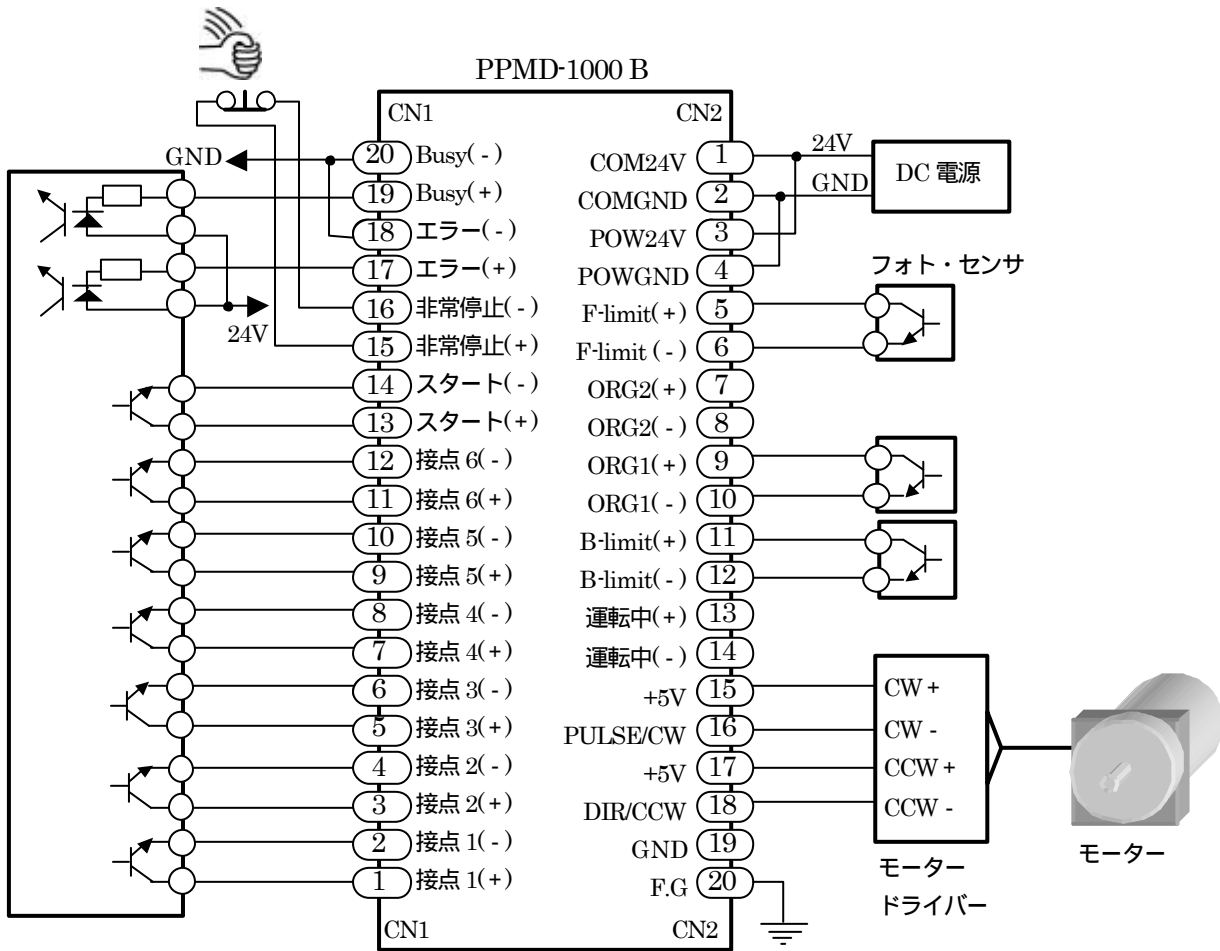 PPMD-1000 B
CN1
CN2
GND
20 Busy( - )
19 Busy(+)
18 エラー( - )
17 エラー(+)
24V
16 非常停止( - )
15 非常停止(+)
14 スタート( - )
13 スタート(+)
12 接点 6( - )
11 接点 6(+)
10 接点 5( - )
9 接点 5(+)
8 接点 4( - )
7 接点 4(+)
6 接点 3( - )
5 接点 3(+)
4 接点 2( - )
3 接点 2(+)
2 接点 1( - )
1 接点 1(+)
CN1
COM24V 1
24V
COMGND 2
GND
DC 電源
POW24V 3
POWGND 4
フォト・センサ
F-limit(+) 5
F-limit ( - ) 6
ORG2(+) 7
ORG2( - ) 8
ORG1(+) 9
ORG1( - ) 10
B-limit(+) 11
B-limit( - ) 12
運転中(+) 13
運転中( - ) 14
+5V 15
CW +
PULSE/CW 16
CW -
+5V 17
CCW +
DIR/CCW 18
CCW -
GND 19
F.G 20
CN2
モーター
ドライバー
モーター